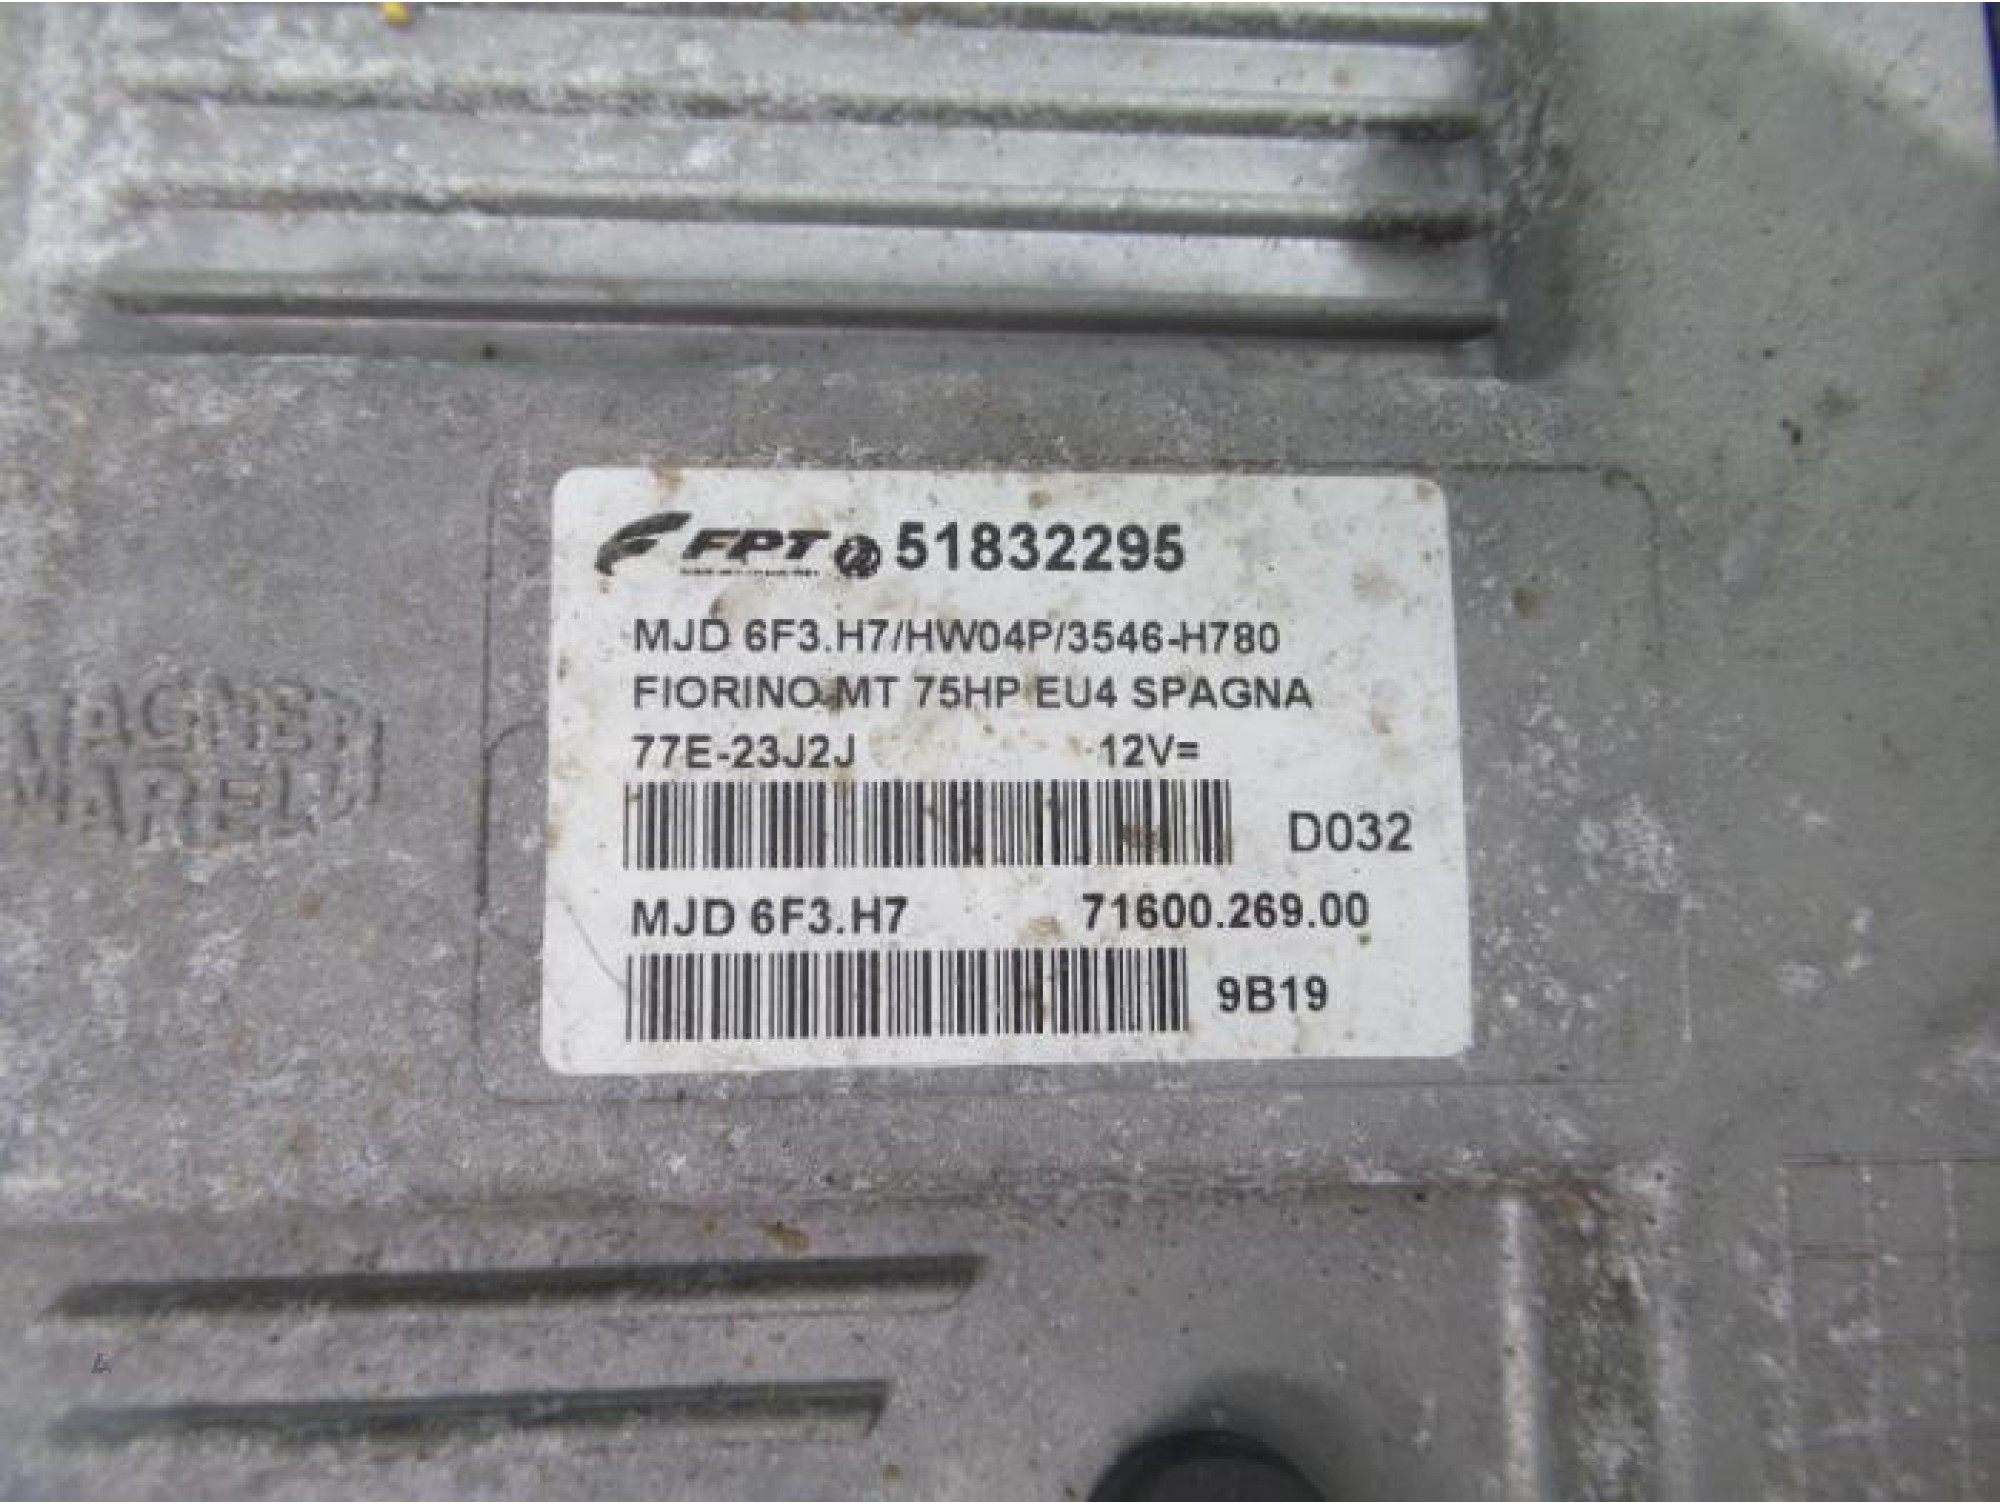 FPT 51832295
MJD 6F3.H7/HW04P/3546-H780
FIORINO MT 75HP EU4 SPAGNA
77E-23J2J 12V=
D032
MAGNETI
MARELLI
MJD 6F3.H7 71600.269.00
9B19